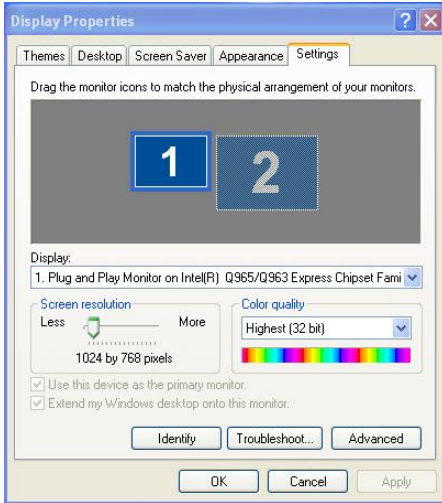 Display Properties
Themes Desktop Screen Saver Appearance Settings
Drag the monitor icons to match the physical arrangement of your monitors.
1 2
Display:
1. Plug and Play Monitor on Intel(R) Q965/Q963 Express Chipset Fami
Screen resolution Color quality
Less More Highest (32 bit)
1024 by 768 pixels
Use this device as the primary monitor.
Extend my Windows desktop onto this monitor.
Identify Troubleshoot... Advanced
OK Cancel Apply